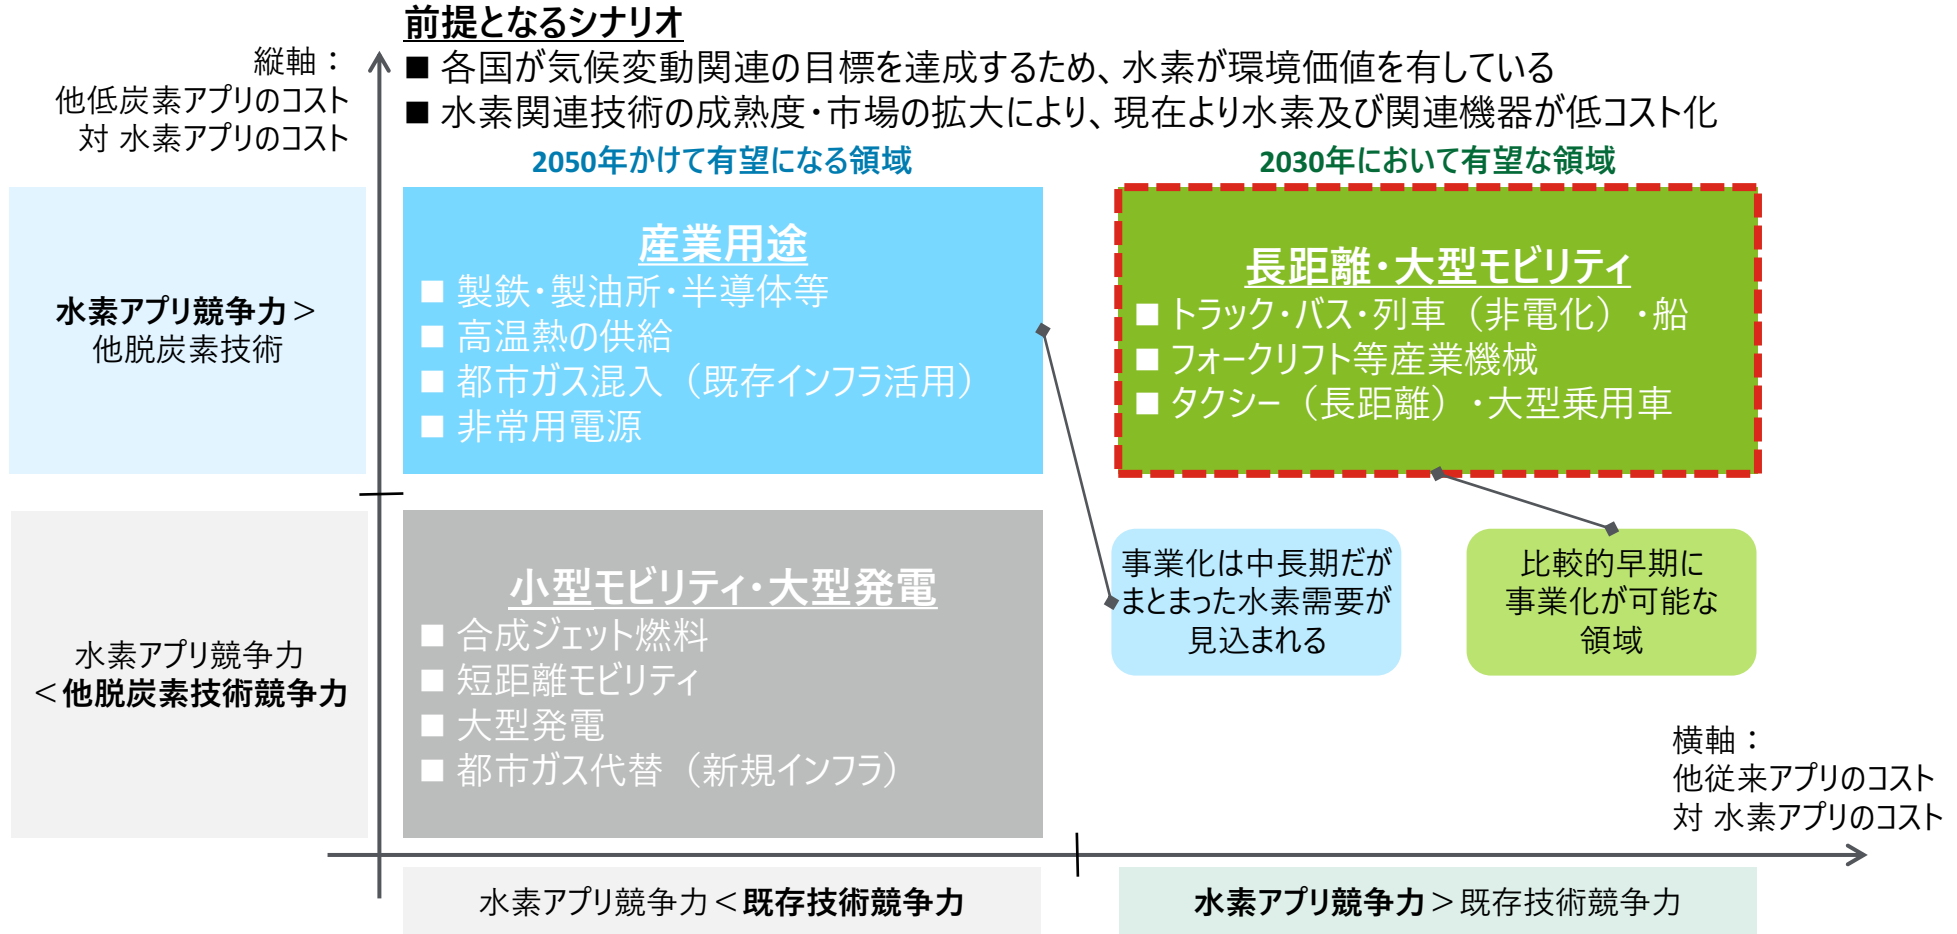 前提となるシナリオ
■ 各国が気候変動関連の目標を達成するため、水素が環境価値を有している
■ 水素関連技術の成熟度・市場の拡大により、現在より水素及び関連機器が低コスト化
縦軸：
他低炭素アプリのコスト
対 水素アプリのコスト
2050年かけて有望になる領域
2030年において有望な領域
水素アプリ競争力＞
他脱炭素技術
産業用途
■ 製鉄・製油所・半導体等
■ 高温熱の供給
■ 都市ガス混入（既存インフラ活用）
■ 非常用電源
長距離・大型モビリティ
■ トラック・バス・列車（非電化）・船
■ フォークリフト等産業機械
■ タクシー（長距離）・大型乗用車
水素アプリ競争力
＜他脱炭素技術競争力
小型モビリティ・大型発電
■ 合成ジェット燃料
■ 短距離モビリティ
■ 大型発電
■ 都市ガス代替（新規インフラ）
事業化は中長期だが
まとまった水素需要が
見込まれる
比較的早期に
事業化が可能な
領域
横軸：
他従来アプリのコスト
対 水素アプリのコスト
水素アプリ競争力＜既存技術競争力
水素アプリ競争力＞既存技術競争力